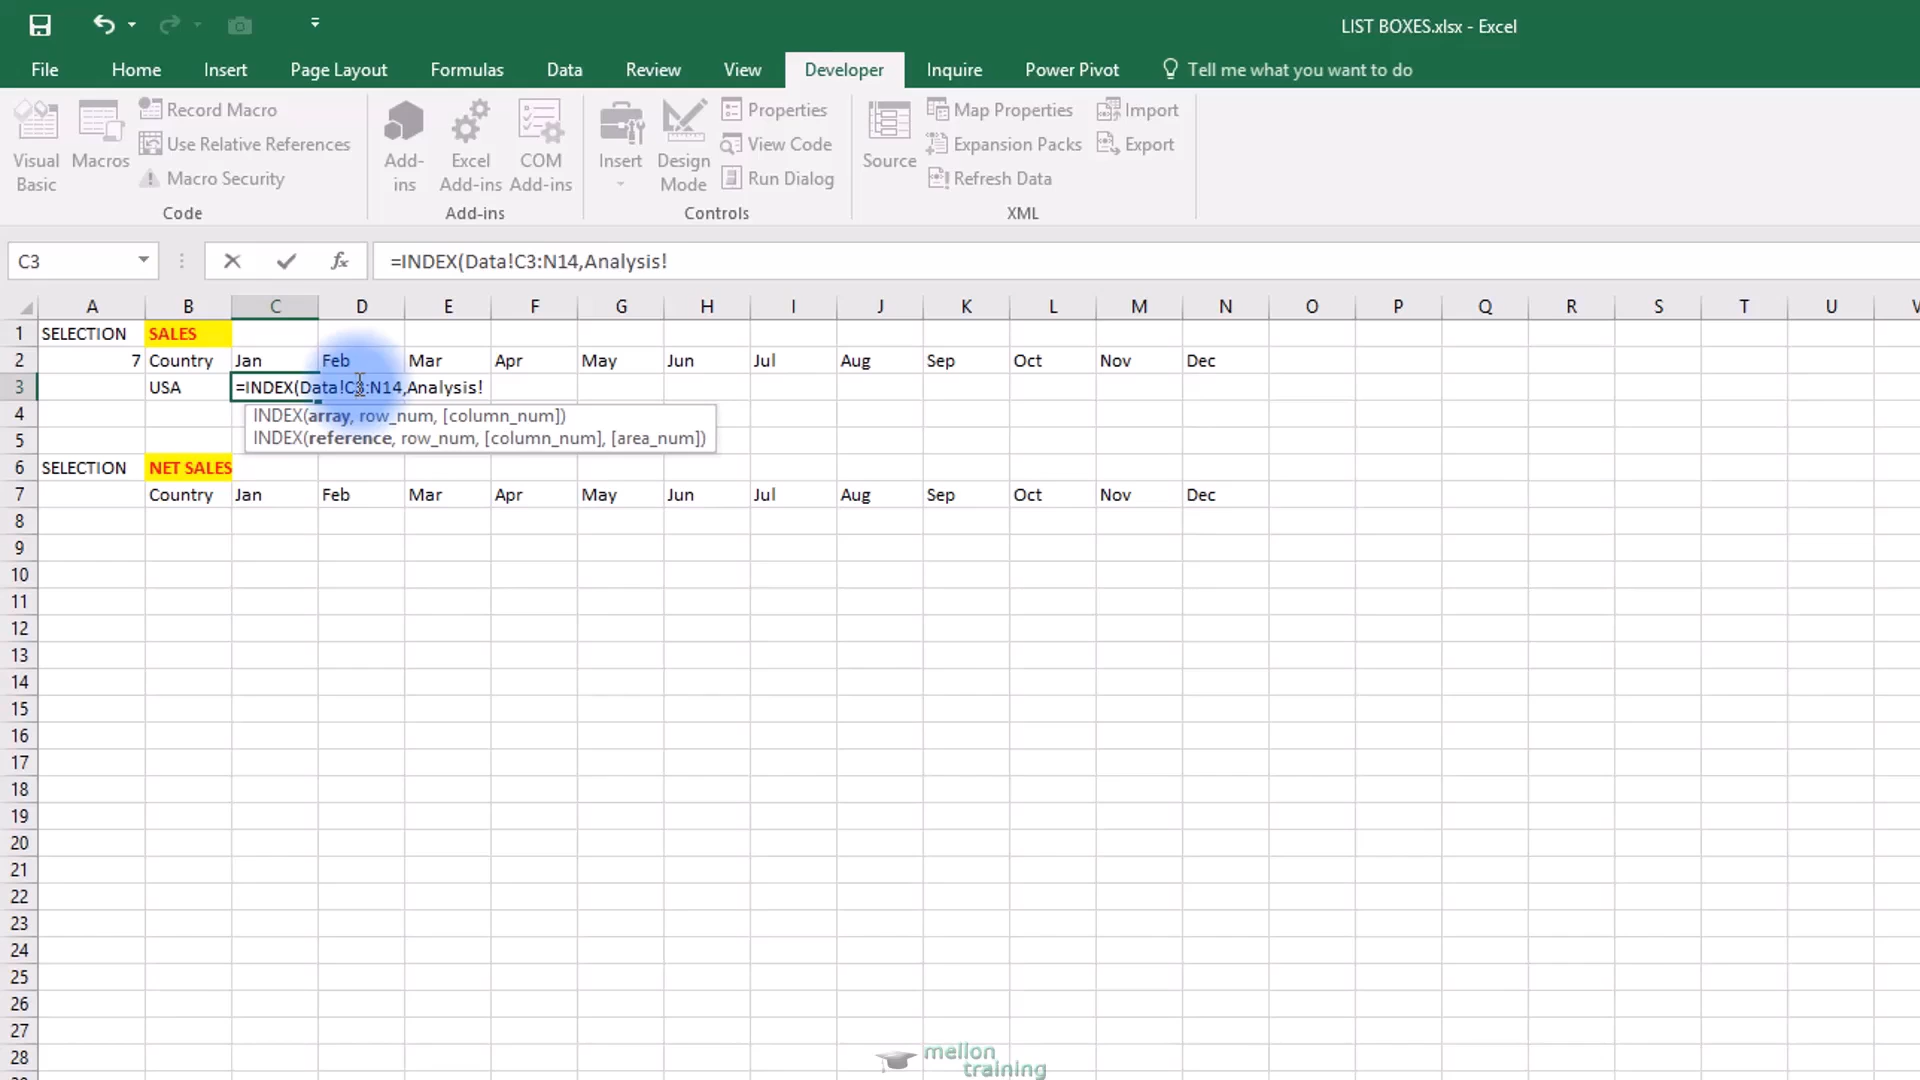 LIST BOXES.xlsx - Excel
File Home Insert Page Layout Formulas Data Review View Developer Inquire Power Pivot Tell me what you want to do
Visual Basic
Macros
Record Macro
Use Relative References
Macro Security
Code
Add-ins
Excel Add-ins
COM Add-ins
Add-ins
Insert
Design Mode
Properties
View Code
Run Dialog
Controls
Source
Map Properties
Expansion Packs
Refresh Data
Import
Export
XML
C3 fx =INDEX(Data!C3:N14,Analysis!
A B C D E F G H I J K L M N O P Q R S T U
1 SELECTION SALES
2 7 Country Jan Feb Mar Apr May Jun Jul Aug Sep Oct Nov Dec
3 USA =INDEX(Data!C3:N14,Analysis!
4 INDEX(array, row_num, [column_num])
5 INDEX(reference, row_num, [column_num], [area_num])
6 SELECTION NET SALES
7 Country Jan Feb Mar Apr May Jun Jul Aug Sep Oct Nov Dec
8
9
10
11
12
13
14
15
16
17
18
19
20
21
22
23
24
25
26
27
28
mellon
training